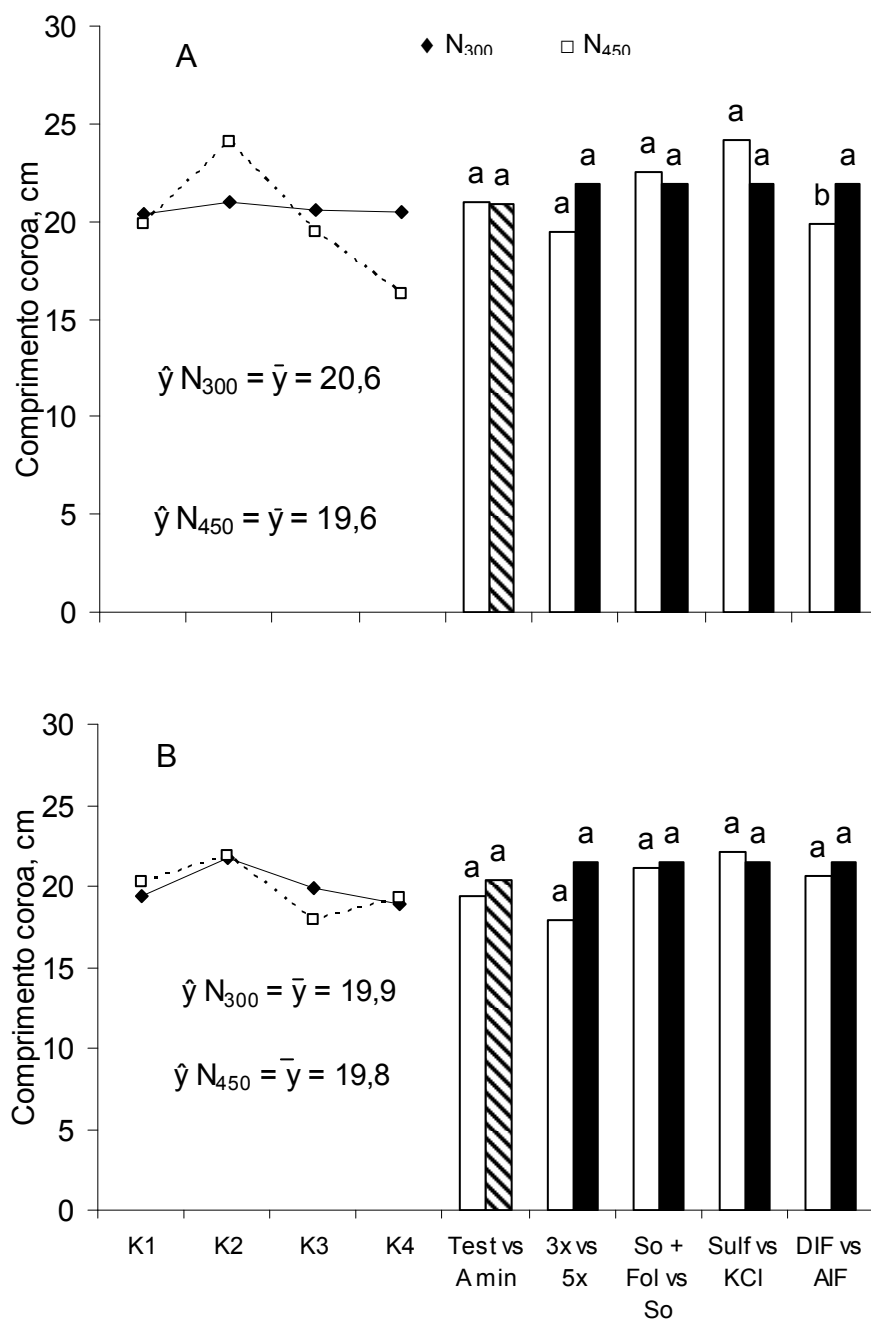 30
25
20
15
10
5
0
Comprimento coroa, cm
A
N300
N450
ŷ N300 = ȳ = 20,6
ŷ N450 = ȳ = 19,6
a a
a a
a a
a a
b a
30
25
20
15
10
5
0
Comprimento coroa, cm
B
ŷ N300 = ȳ = 19,9
ŷ N450 = ȳ = 19,8
a a
a a
a a
a a
a a
K1 K2 K3 K4 Test vs 3x vs So + Sulf vs DIF vs
A min 5x Fol vs KCl AIF
So